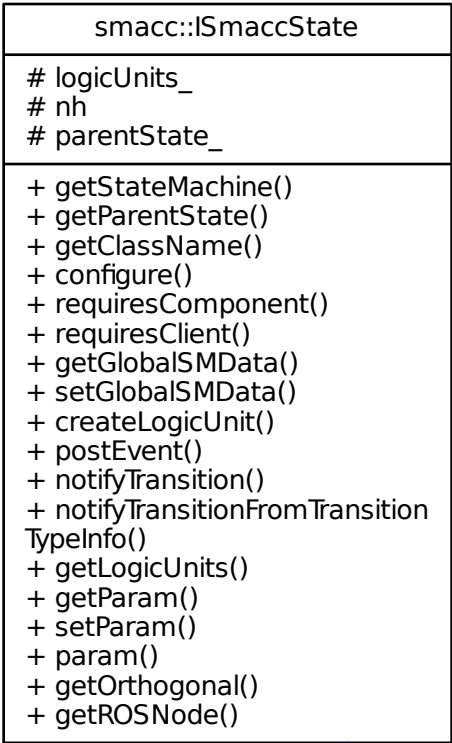 smacc::ISmaccState
# logicUnits_
# nh
# parentState_
+ getStateMachine()
+ getParentState()
+ getClassName()
+ configure()
+ requiresComponent()
+ requiresClient()
+ getGlobalSMData()
+ setGlobalSMData()
+ createLogicUnit()
+ postEvent()
+ notifyTransition()
+ notifyTransitionFromTransition
TypeInfo()
+ getLogicUnits()
+ getParam()
+ setParam()
+ param()
+ getOrthogonal()
+ getROSNode()